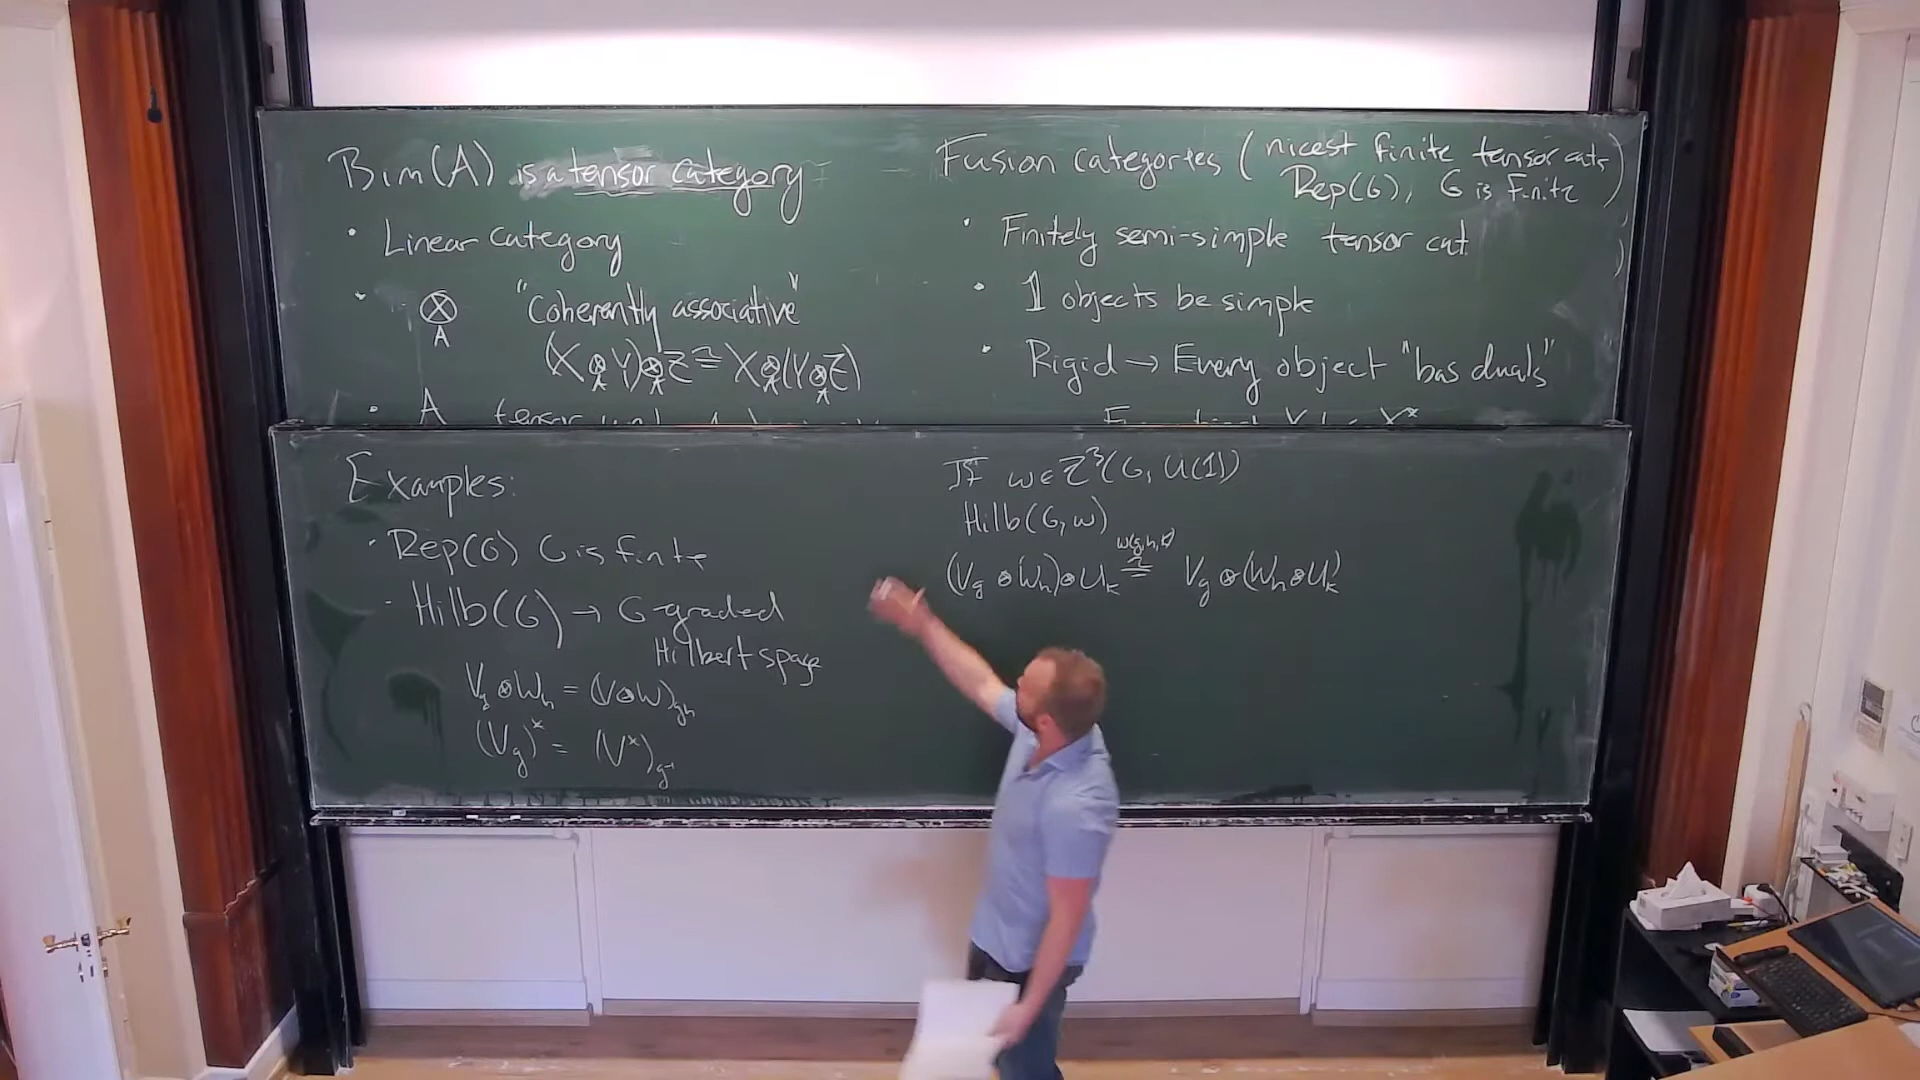 Bim(A) is a tensor category
• Linear category
• ⊗_A "Coherently associative"
(X ⊗_A Y) ⊗_A Z ≅ X ⊗_A (Y ⊗_A Z)
• A tensor unit
Fusion categories (nicest finite tensor cats
Rep(G), G is finite)
• Finitely semi-simple tensor cat
• 1 objects be simple
• Rigid → Every object "has duals"
X*
Examples:
• Rep(G) G is finite
- Hilb(G) → G-graded
Hilbert space
V_g ⊗ W_h = (V⊗W)_gh
(V_g)* = (V*)_g⁻¹
If ω ∈ Z³(G, U(1))
Hilb(G, ω)
ω(g,h,k)
(V_g ⊗ W_h) ⊗ U_k ≅ V_g ⊗ (W_h ⊗ U_k)